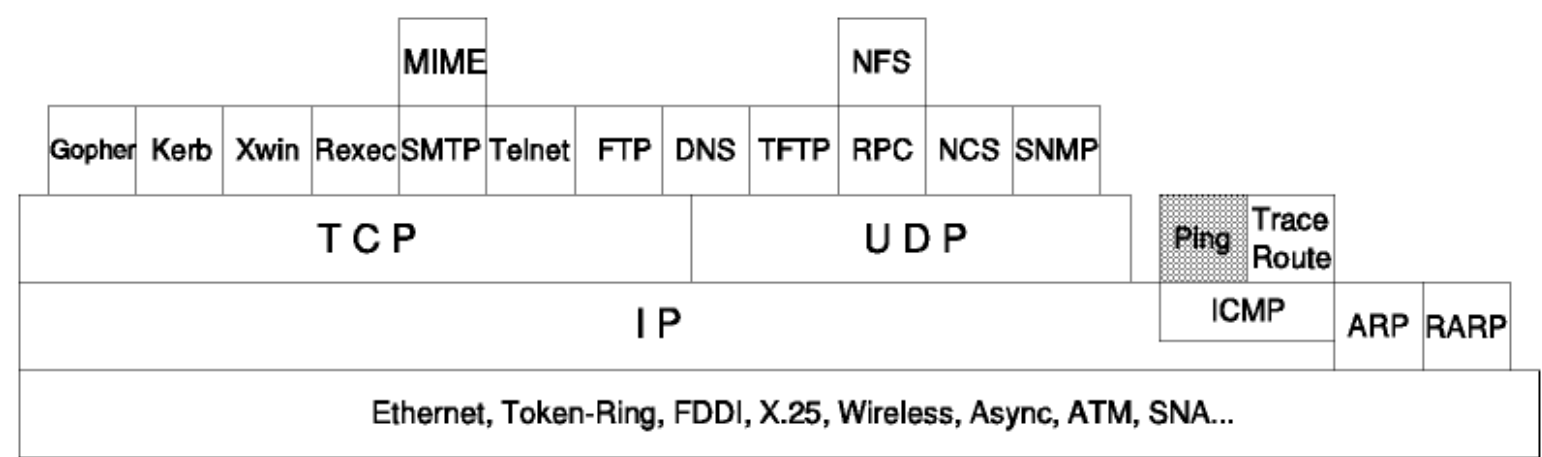 MIME NFS
Gopher Kerb Xwin Rexec SMTP Telnet FTP DNS TFTP RPC NCS SNMP
T C P U D P Ping Trace
Route
I P ICMP ARP RARP
Ethernet, Token-Ring, FDDI, X.25, Wireless, Async, ATM, SNA...